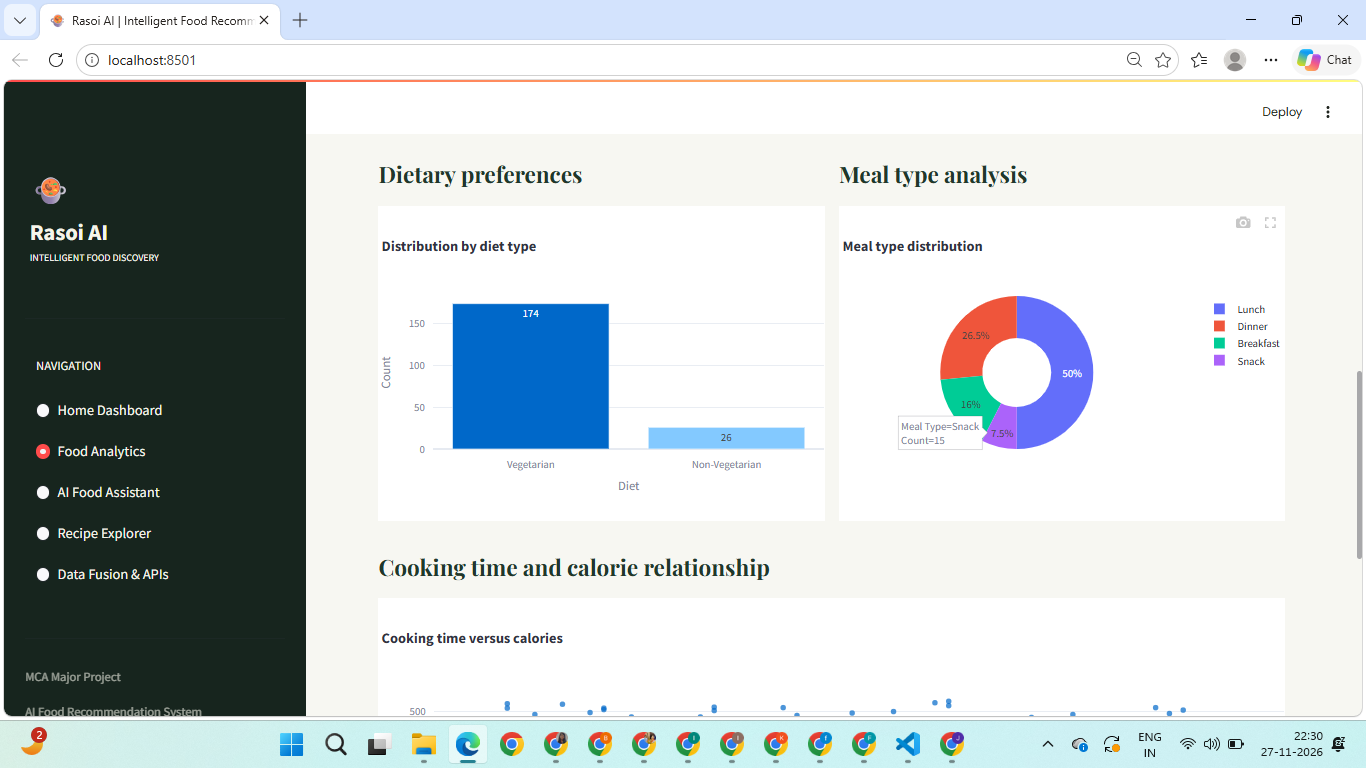 Rasoi AI | Intelligent Food Recomm
localhost:8501
Chat
Deploy
Rasoi AI
INTELLIGENT FOOD DISCOVERY
NAVIGATION
Home Dashboard
Food Analytics
AI Food Assistant
Recipe Explorer
Data Fusion & APIs
MCA Major Project
AI Food Recommendation System
Dietary preferences
Distribution by diet type
174
150
100
50
0
26
Count
Vegetarian
Non-Vegetarian
Diet
Meal type analysis
Meal type distribution
26.5%
50%
16%
7.5%
Meal Type=Snack
Count=15
Lunch
Dinner
Breakfast
Snack
Cooking time and calorie relationship
Cooking time versus calories
500
2
ENG
IN
22:30
27-11-2026